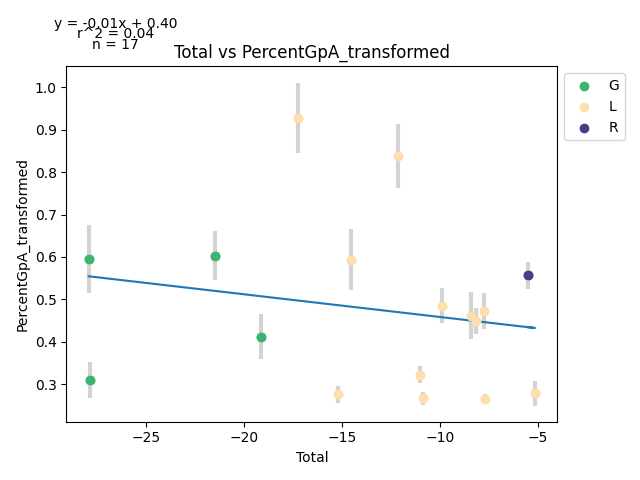 y = -0.01x + 0.40
r^2 = 0.04
n = 17
Total vs PercentGpA_transformed
1.0
0.9
0.8
0.7
0.6
0.5
0.4
0.3
PercentGpA_transformed
−25
−20
−15
−10
−5
Total
G
L
R